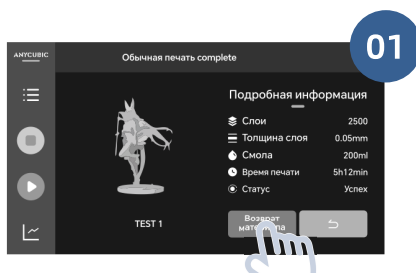 01
ANYCUBIC
Обычная печать complete
Подробная информация
Слои 2500
Толщина слоя 0.05mm
Смола 200ml
Время печати 5h12min
Статус Успех
TEST 1
Возврат
материала